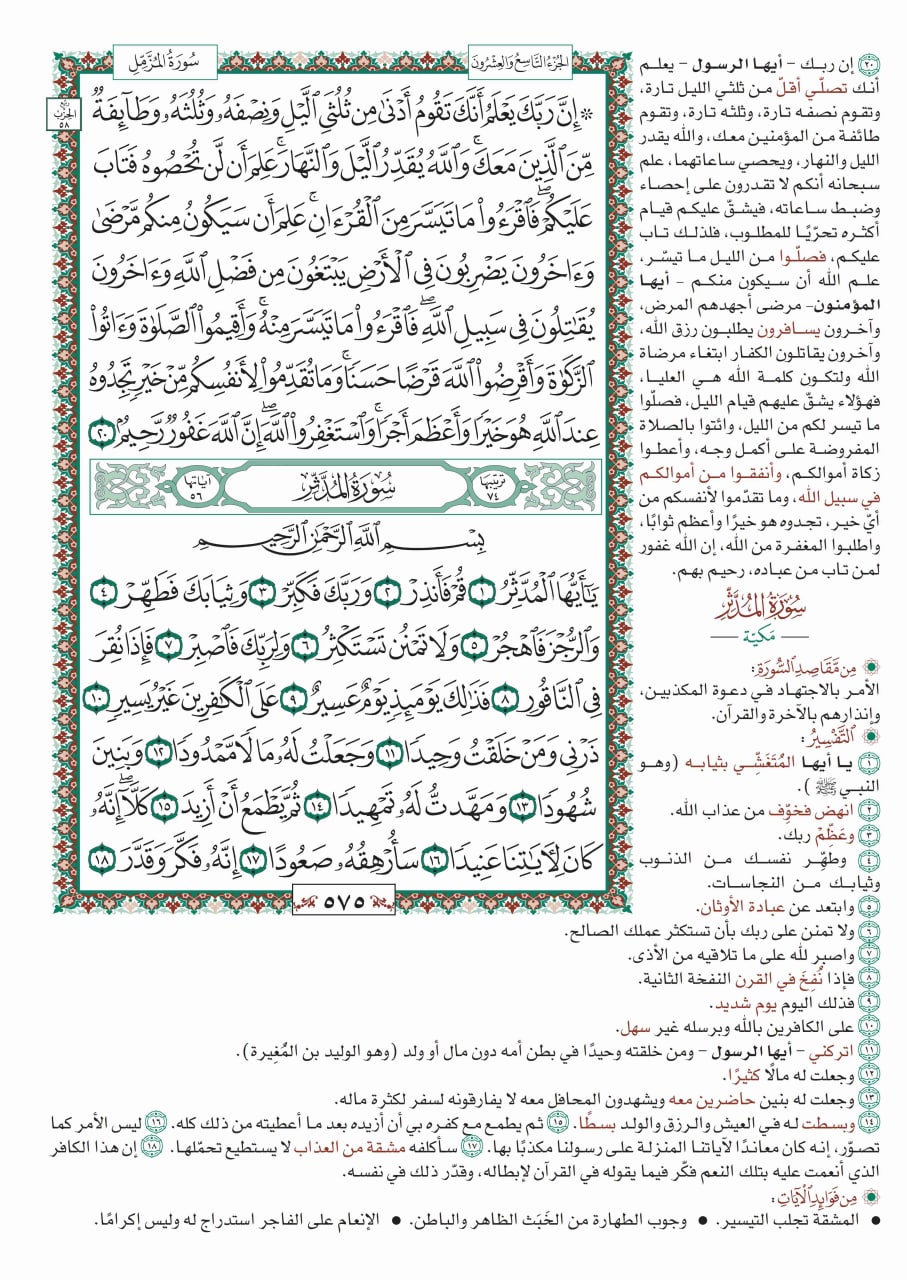 سُورَةُ المُزَّمِّلِ
الجُزْءُ التَّاسِعُ وَالعِشْرُونَ
ربع
الحزب
٥٨
۞ إِنَّ رَبَّكَ يَعْلَمُ أَنَّكَ تَقُومُ أَدْنَىٰ مِن ثُلُثَيِ ٱلَّيْلِ وَنِصْفَهُۥ وَثُلُثَهُۥ وَطَآئِفَةٌ
مِّنَ ٱلَّذِينَ مَعَكَۚ وَٱللَّهُ يُقَدِّرُ ٱلَّيْلَ وَٱلنَّهَارَۚ عَلِمَ أَن لَّن تُحْصُوهُ فَتَابَ
عَلَيْكُمْۖ فَٱقْرَءُوا۟ مَا تَيَسَّرَ مِنَ ٱلْقُرْءَانِۚ عَلِمَ أَن سَيَكُونُ مِنكُم مَّرْضَىٰ
وَءَاخَرُونَ يَضْرِبُونَ فِى ٱلْأَرْضِ يَبْتَغُونَ مِن فَضْلِ ٱللَّهِ وَءَاخَرُونَ
يُقَـٰتِلُونَ فِى سَبِيلِ ٱللَّهِۖ فَٱقْرَءُوا۟ مَا تَيَسَّرَ مِنْهُۚ وَأَقِيمُوا۟ ٱلصَّلَوٰةَ وَءَاتُوا۟
ٱلزَّكَوٰةَ وَأَقْرِضُوا۟ ٱللَّهَ قَرْضًا حَسَنًاۚ وَمَا تُقَدِّمُوا۟ لِأَنفُسِكُم مِّنْ خَيْرٍ تَجِدُوهُ
عِندَ ٱللَّهِ هُوَ خَيْرًا وَأَعْظَمَ أَجْرًاۚ وَٱسْتَغْفِرُوا۟ ٱللَّهَۖ إِنَّ ٱللَّهَ غَفُورٌ رَّحِيمٌۢ ٢٠
ترتيبها ٧٤ سُورَةُ المُدَّثِّرِ آياتها ٥٦
بِسْمِ ٱللَّهِ ٱلرَّحْمَـٰنِ ٱلرَّحِيمِ
يَـٰٓأَيُّهَا ٱلْمُدَّثِّرُ ١ قُمْ فَأَنذِرْ ٢ وَرَبَّكَ فَكَبِّرْ ٣ وَثِيَابَكَ فَطَهِّرْ ٤
وَٱلرُّجْزَ فَٱهْجُرْ ٥ وَلَا تَمْنُن تَسْتَكْثِرُ ٦ وَلِرَبِّكَ فَٱصْبِرْ ٧ فَإِذَا نُقِرَ
فِى ٱلنَّاقُورِ ٨ فَذَٰلِكَ يَوْمَئِذٍ يَوْمٌ عَسِيرٌ ٩ عَلَى ٱلْكَـٰفِرِينَ غَيْرُ يَسِيرٍ ١٠
ذَرْنِى وَمَنْ خَلَقْتُ وَحِيدًا ١١ وَجَعَلْتُ لَهُۥ مَالًا مَّمْدُودًا ١٢ وَبَنِينَ
شُهُودًا ١٣ وَمَهَّدتُّ لَهُۥ تَمْهِيدًا ١٤ ثُمَّ يَطْمَعُ أَنْ أَزِيدَ ١٥ كَلَّآۖ إِنَّهُۥ
كَانَ لِـَٔايَـٰتِنَا عَنِيدًا ١٦ سَأُرْهِقُهُۥ صَعُودًا ١٧ إِنَّهُۥ فَكَّرَ وَقَدَّرَ ١٨
٥٧٥
٢٠ إن ربك – أيها الرسول – يعلم
أنك تصلّي أقلّ من ثلثي الليل تارة،
وتقوم نصفه تارة، وثلثه تارة، وتقوم
طائفة من المؤمنين معك، والله يقدر
الليل والنهار، ويحصي ساعاتهما، علم
سبحانه أنكم لا تقدرون على إحصاء
وضبط ساعاته، فيشقّ عليكم قيام
أكثره تحرّيًا للمطلوب، فلذلك تاب
عليكم، فصلّوا من الليل ما تيسّر،
علم الله أن سيكون منكم – أيها
المؤمنون– مرضى أجهدهم المرض،
وآخرون يسافرون يطلبون رزق الله،
وآخرون يقاتلون الكفار ابتغاء مرضاة
الله ولتكون كلمة الله هي العليا،
فهؤلاء يشقّ عليهم قيام الليل، فصلّوا
ما تيسر لكم من الليل، وائتوا بالصلاة
المفروضة على أكمل وجه، وأعطوا
زكاة أموالكم، وأنفقوا من أموالكم
في سبيل الله، وما تقدّموا لأنفسكم من
أيّ خير، تجدوه هو خيرًا وأعظم ثوابًا،
واطلبوا المغفرة من الله، إن الله غفور
لمن تاب من عباده، رحيم بهم.
سُورَةُ المُدَّثِّرِ
— مَكيّة —
مِن مَّقَاصِدِ السُّورَةِ:
الأمر بالاجتهاد في دعوة المكذبين،
وإنذارهم بالآخرة والقرآن.
التَّفْسِيرُ:
١ يا أيها المُتَغَشِّي بثيابه (وهو
النبي ﷺ).
٢ انهض فخوِّف من عذاب الله.
٣ وعَظِّمْ ربك.
٤ وطهِّر نفسك من الذنوب
وثيابك من النجاسات.
٥ وابتعد عن عبادة الأوثان.
٦ ولا تمنن على ربك بأن تستكثر عملك الصالح.
٧ واصبر لله على ما تلاقيه من الأذى.
٨ فإذا نُفِخَ في القرن النفخة الثانية.
٩ فذلك اليوم يوم شديد.
١٠ على الكافرين بالله وبرسله غير سهل.
١١ اتركني – أيها الرسول – ومن خلقته وحيدًا في بطن أمه دون مال أو ولد (وهو الوليد بن المُغِيرة).
١٢ وجعلت له مالًا كثيرًا.
١٣ وجعلت له بنين حاضرين معه ويشهدون المحافل معه لا يفارقونه لسفر لكثرة ماله.
١٤ وبسطت له في العيش والرزق والولد بسطًا. ١٥ ثم يطمع مع كفره بي أن أزيده بعد ما أعطيته من ذلك كله. ١٦ ليس الأمر كما
تصوّر، إنه كان معاندًا لآياتنا المنزلة على رسولنا مكذبًا بها. ١٧ سأكلفه مشقة من العذاب لا يستطيع تحمّلها. ١٨ إن هذا الكافر
الذي أنعمت عليه بتلك النعم فكّر فيما يقوله في القرآن لإبطاله، وقدّر ذلك في نفسه.
مِن فَوَائِدِ الآيَاتِ:
• المشقة تجلب التيسير. • وجوب الطهارة من الخَبَث الظاهر والباطن. • الإنعام على الفاجر استدراج له وليس إكرامًا.